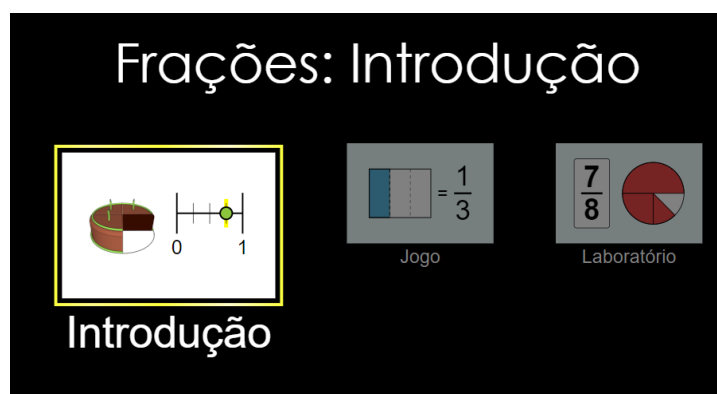 Frações: Introdução
0 1
Introdução
= 1/3
Jogo
7/8
Laboratório